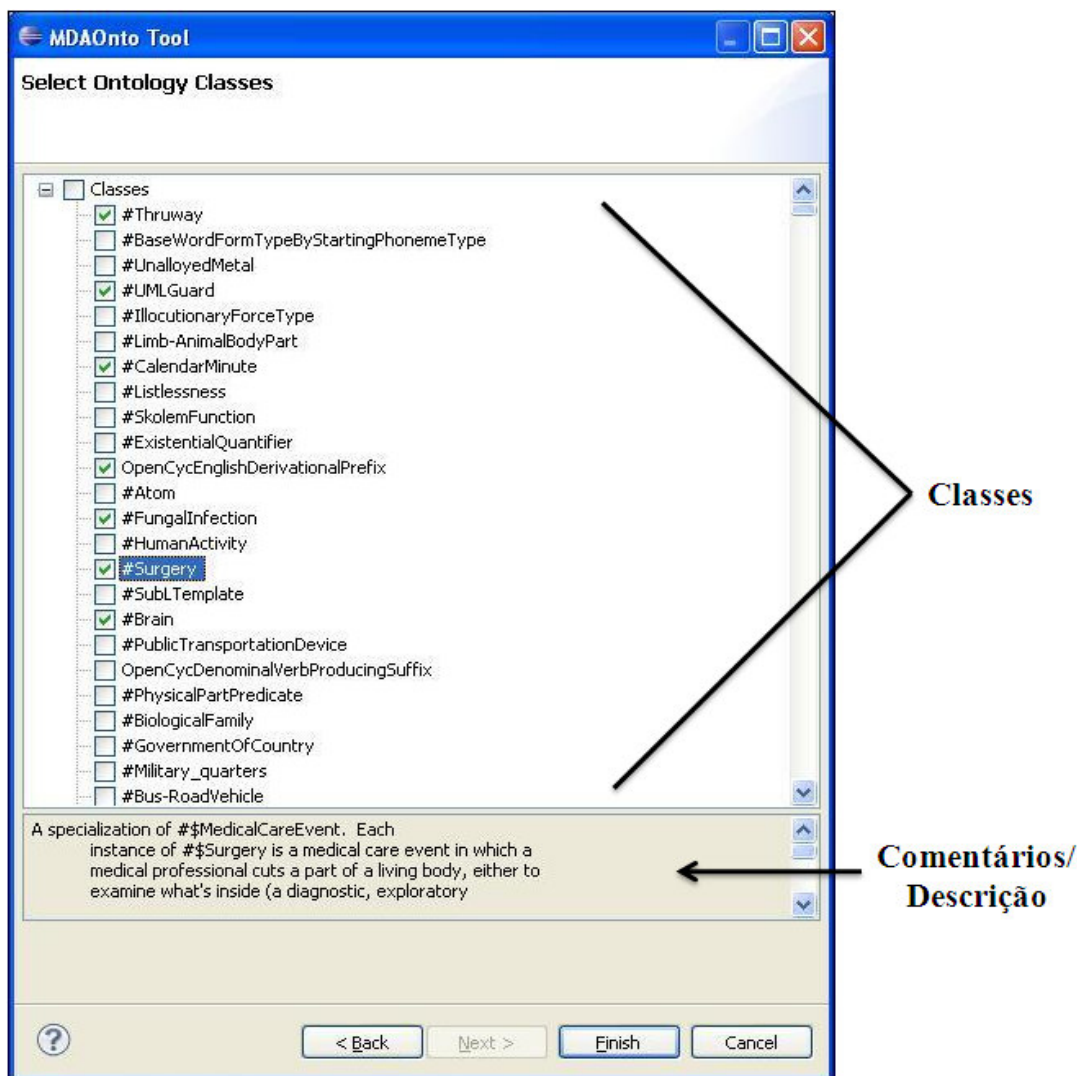 MDAOnto Tool
Select Ontology Classes
Classes
#Thruway
#BaseWordFormTypeByStartingPhonemeType
#UnalloyedMetal
#UMLGuard
#IllocutionaryForceType
#Limb-AnimalBodyPart
#CalendarMinute
#Listlessness
#SkolemFunction
#ExistentialQuantifier
OpenCycEnglishDerivationalPrefix
#Atom
#FungalInfection
#HumanActivity
#Surgery
#SubLTemplate
#Brain
#PublicTransportationDevice
OpenCycDenominalVerbProducingSuffix
#PhysicalPartPredicate
#BiologicalFamily
#GovernmentOfCountry
#Military_quarters
#Bus-RoadVehicle
Classes
A specialization of #$MedicalCareEvent. Each
instance of #$Surgery is a medical care event in which a
medical professional cuts a part of a living body, either to
examine what's inside (a diagnostic, exploratory
Comentários/
Descrição
? < Back Next > Finish Cancel